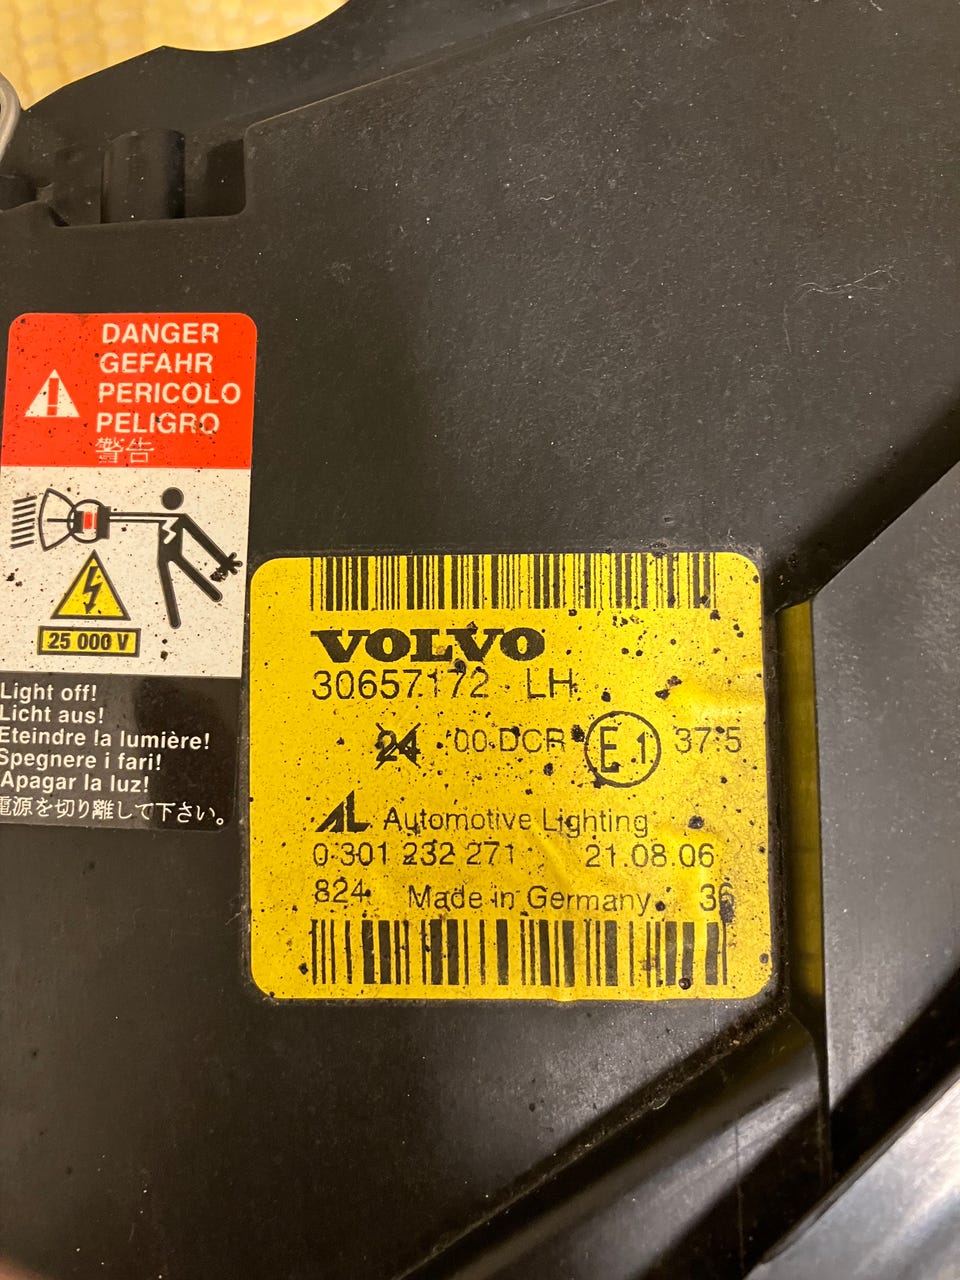 DANGER
GEFAHR
PERICOLO
PELIGRO
警告
25 000 V
Light off!
Licht aus!
Eteindre la lumière!
Spegnere i fari!
Apagar la luz!
電源を切り離して下さい。
VOLVO
30657172 LH
24 00 DCR E1 37.5
AL Automotive Lighting
0 301 232 271 21.08.06
824 Made in Germany 36